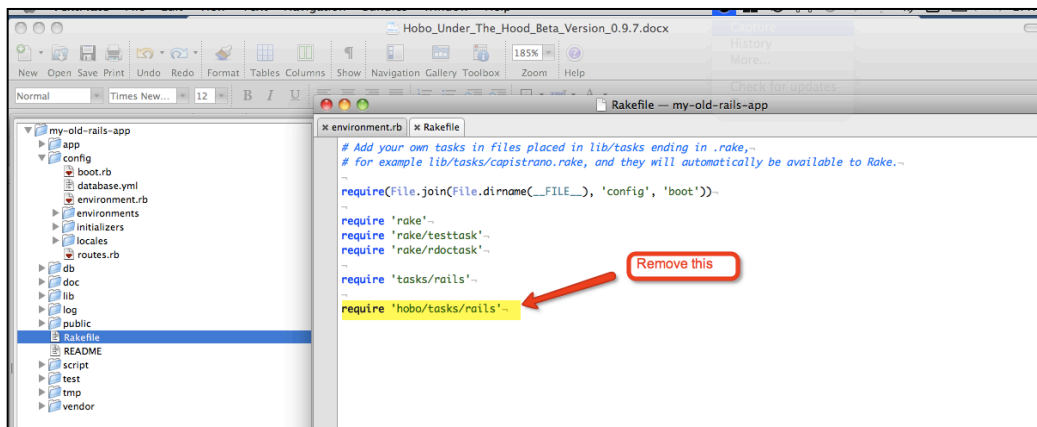 Hobo_Under_The_Hood_Beta_Version_0.9.7.docx
History
More...
Check for updates
185%
New Open Save Print Undo Redo Format Tables Columns Show Navigation Gallery Toolbox Zoom Help
Normal Times New... 12 B I U
Rakefile — my-old-rails-app
environment.rb Rakefile
my-old-rails-app
app
config
boot.rb
database.yml
environment.rb
environments
initializers
locales
routes.rb
db
doc
lib
log
public
Rakefile
README
script
test
tmp
vendor
# Add your own tasks in files placed in lib/tasks ending in .rake,¬
# for example lib/tasks/capistrano.rake, and they will automatically be available to Rake.¬
¬
require(File.join(File.dirname(__FILE__), 'config', 'boot'))¬
¬
require 'rake'¬
require 'rake/testtask'¬
require 'rake/rdoctask'¬
¬
require 'tasks/rails'¬
¬
require 'hobo/tasks/rails'¬
Remove this